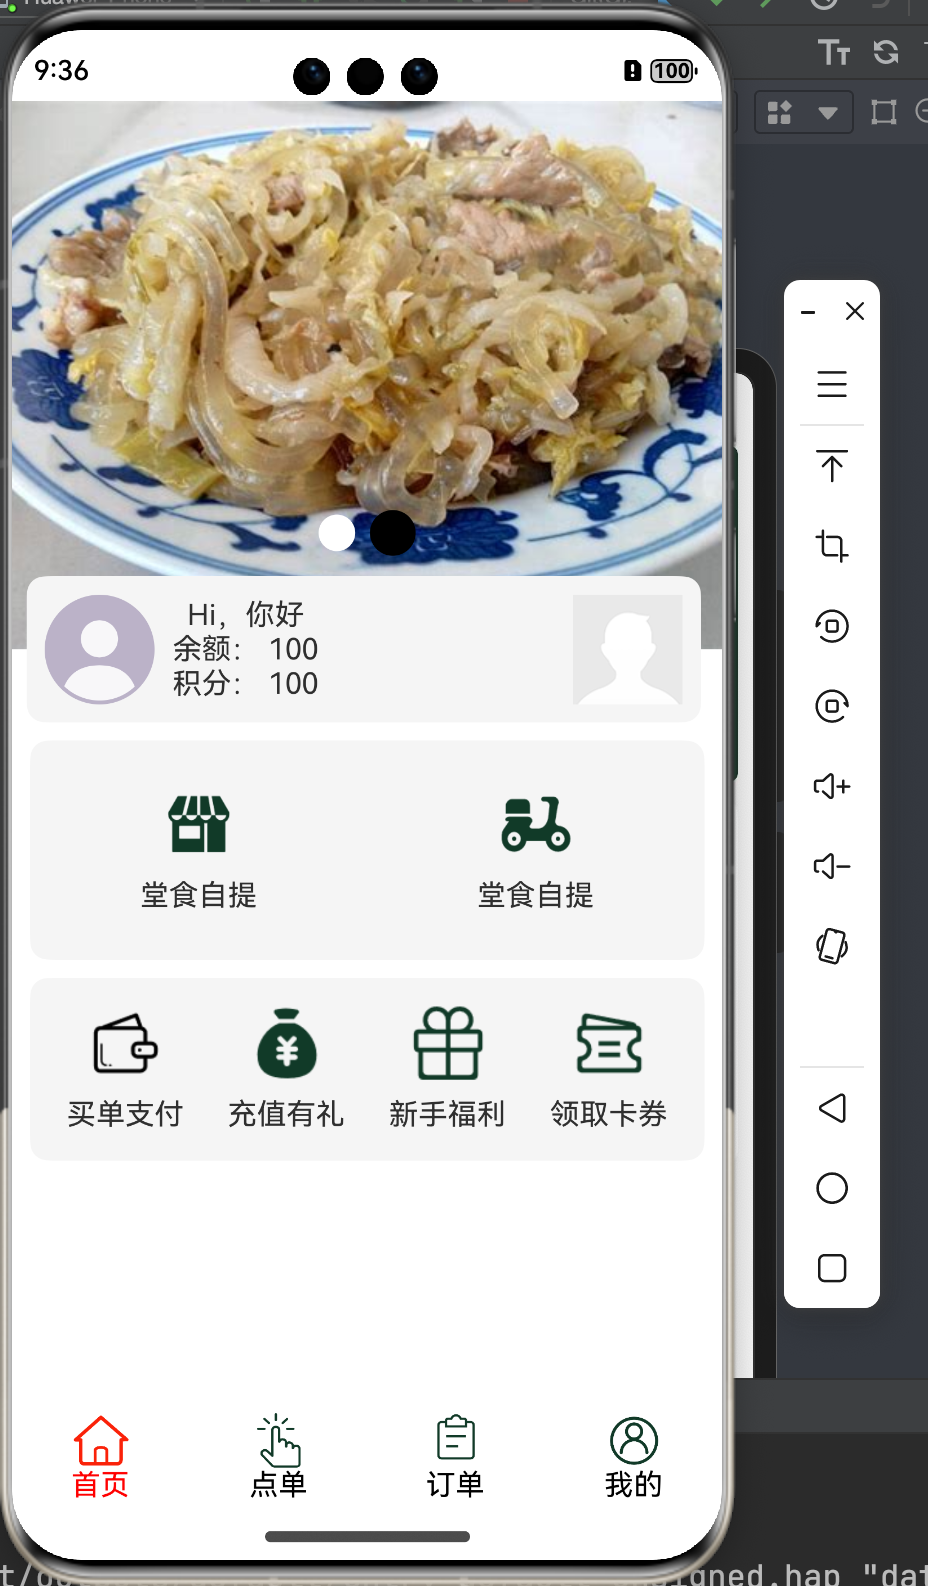 9:36
100
Hi，你好
余额： 100
积分： 100
堂食自提
堂食自提
买单支付
充值有礼
新手福利
领取卡券
首页
点单
订单
我的
signed.hap "dat